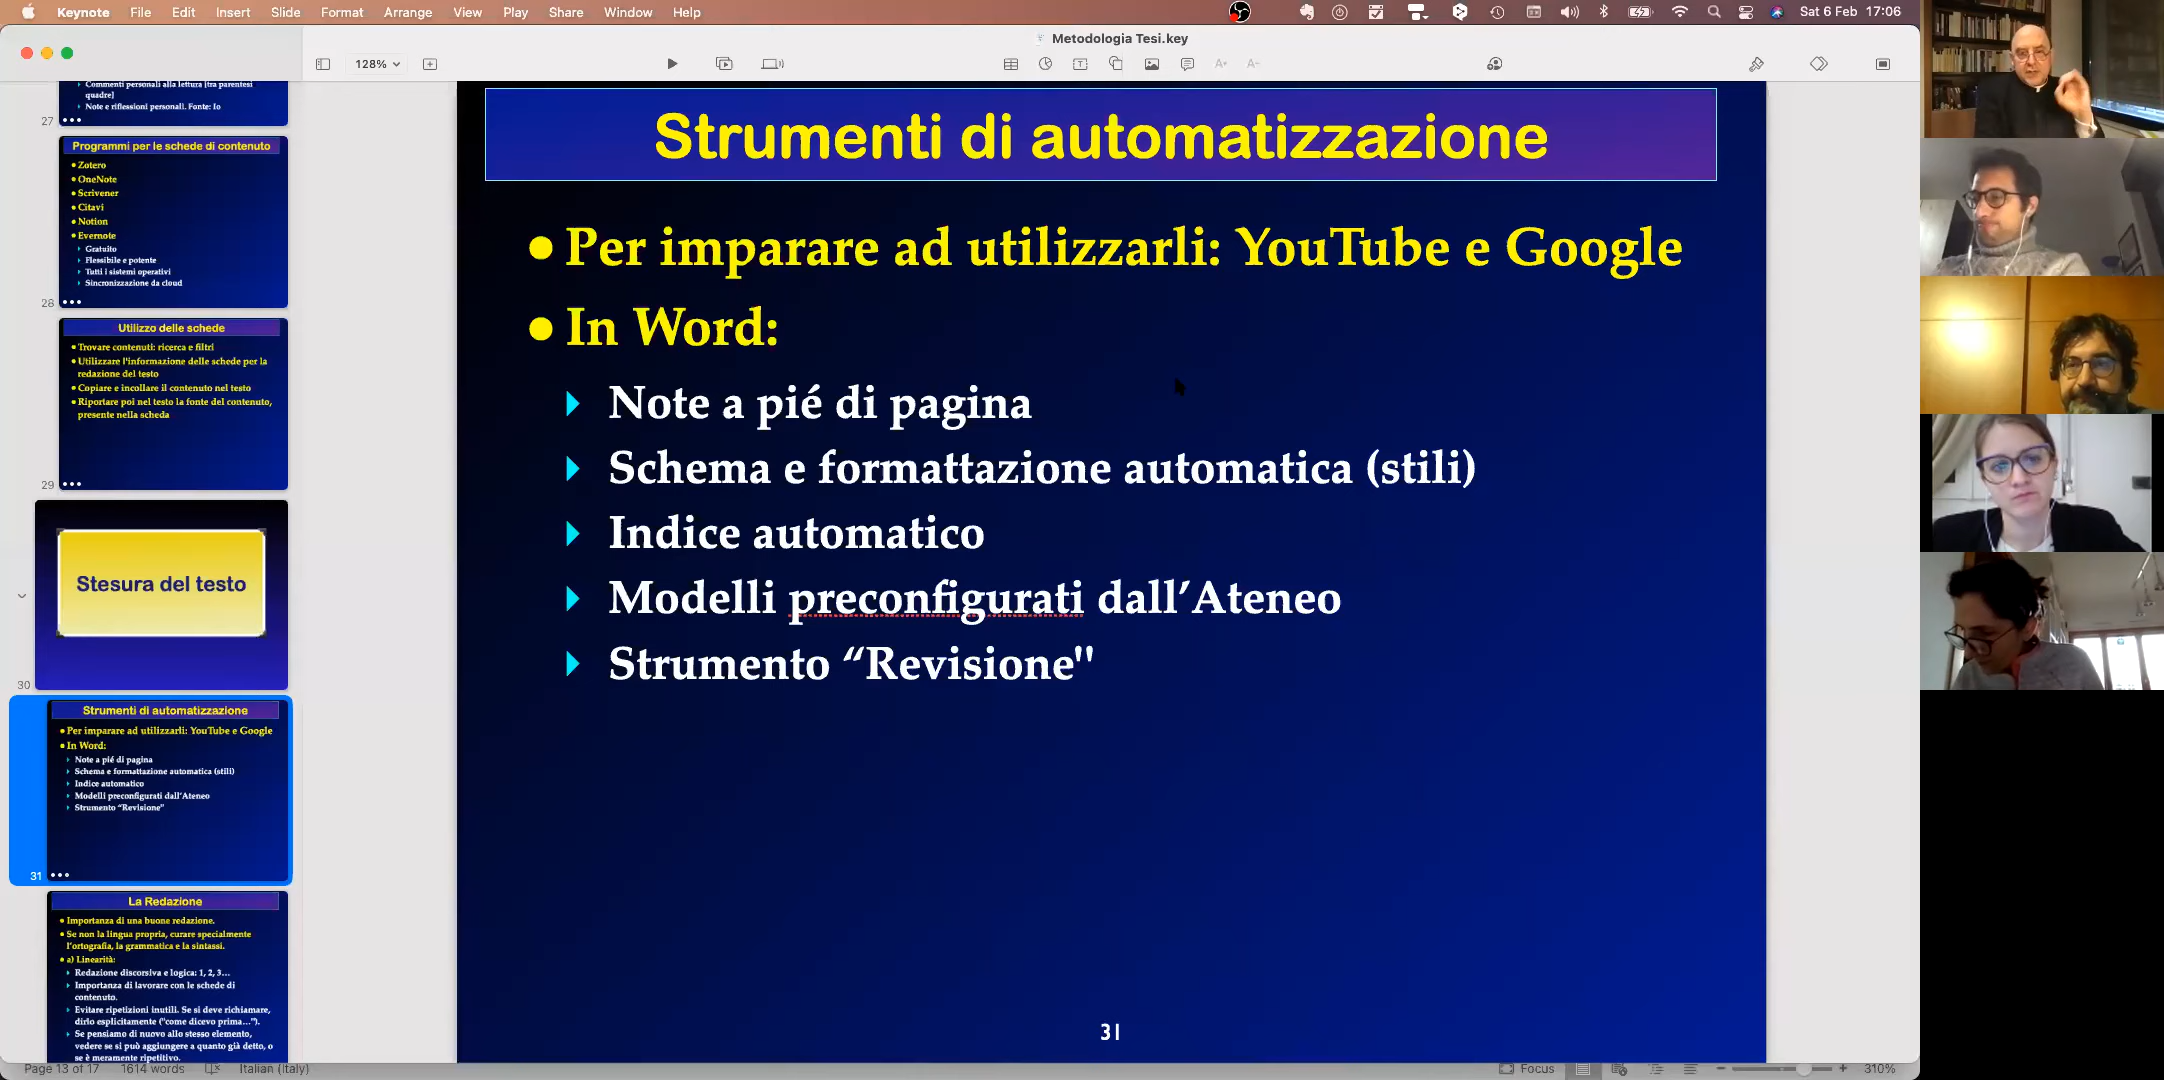 Keynote File Edit Insert Slide Format Arrange View Play Share Window Help
Sat 6 Feb 17:06
Metodologia Tesi.key
128%
Commenti personali alla lettura [tra parentesi
quadre]
Note e riflessioni personali. Fonte: Io
27
Programmi per le schede di contenuto
Zotero
OneNote
Scrivener
Citavi
Notion
Evernote
Gratuito
Flessibile e potente
Tutti i sistemi operativi
Sincronizzazione da cloud
28
Utilizzo delle schede
Trovare contenuti: ricerca e filtri
Utilizzare l'informazione delle schede per la
redazione del testo
Copiare e incollare il contenuto nel testo
Riportare poi nel testo la fonte del contenuto,
presente nella scheda
29
Stesura del testo
30
Strumenti di automatizzazione
Per imparare ad utilizzarli: YouTube e Google
In Word:
Note a pié di pagina
Schema e formattazione automatica (stili)
Indice automatico
Modelli preconfigurati dall'Ateneo
Strumento “Revisione"
31
La Redazione
Importanza di una buone redazione.
Se non la lingua propria, curare specialmente
l'ortografia, la grammatica e la sintassi.
a) Linearità:
Redazione discorsiva e logica: 1, 2, 3...
Importanza di lavorare con le schede di
contenuto.
Evitare ripetizioni inutili. Se si deve richiamare,
dirlo esplicitamente ("come dicevo prima...").
Se pensiamo di nuovo allo stesso elemento,
vedere se si può aggiungere a quanto già detto, o
se è meramente ripetitivo.
Strumenti di automatizzazione
Per imparare ad utilizzarli: YouTube e Google
In Word:
Note a pié di pagina
Schema e formattazione automatica (stili)
Indice automatico
Modelli preconfigurati dall’Ateneo
Strumento “Revisione"
31
Page 13 of 17 1614 words Italian (Italy)
Focus
310%